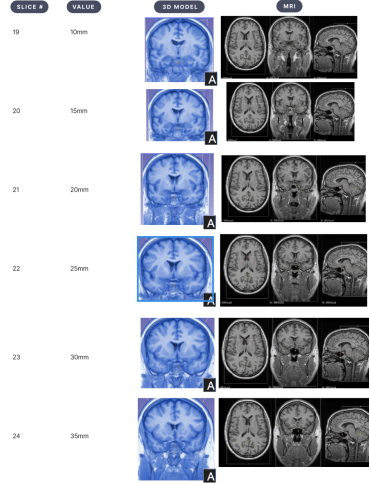 SLICE # VALUE 3D MODEL MRI
19 10mm A
20 15mm A
21 20mm A
22 25mm A
23 30mm A
24 35mm A